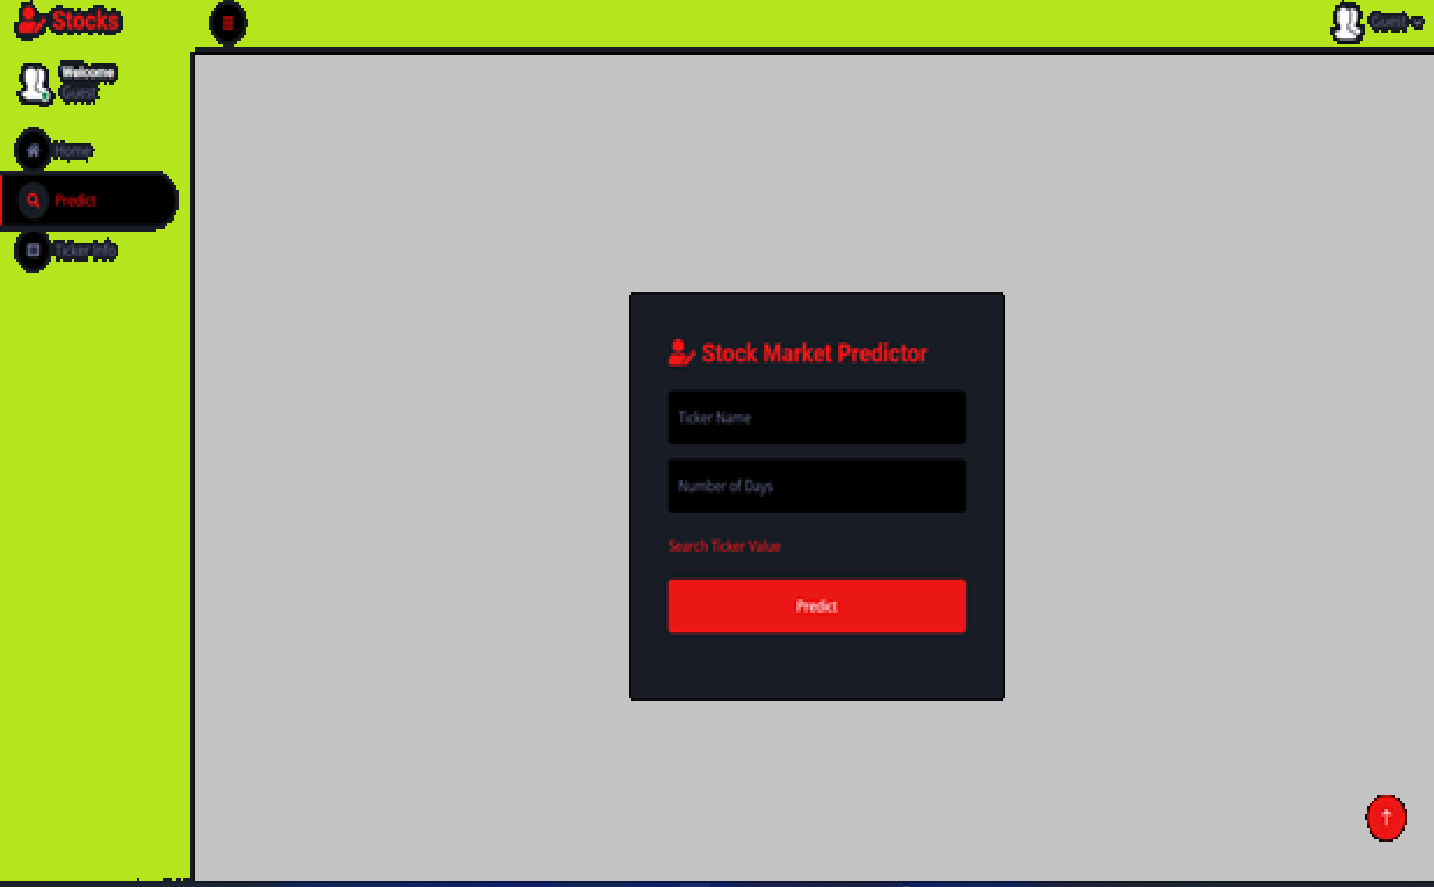 Stocks
Guest
Welcome
Guest
Home
Predict
Ticker Info
Stock Market Predictor
Ticker Name
Number of Days
Search Ticker Value
Predict